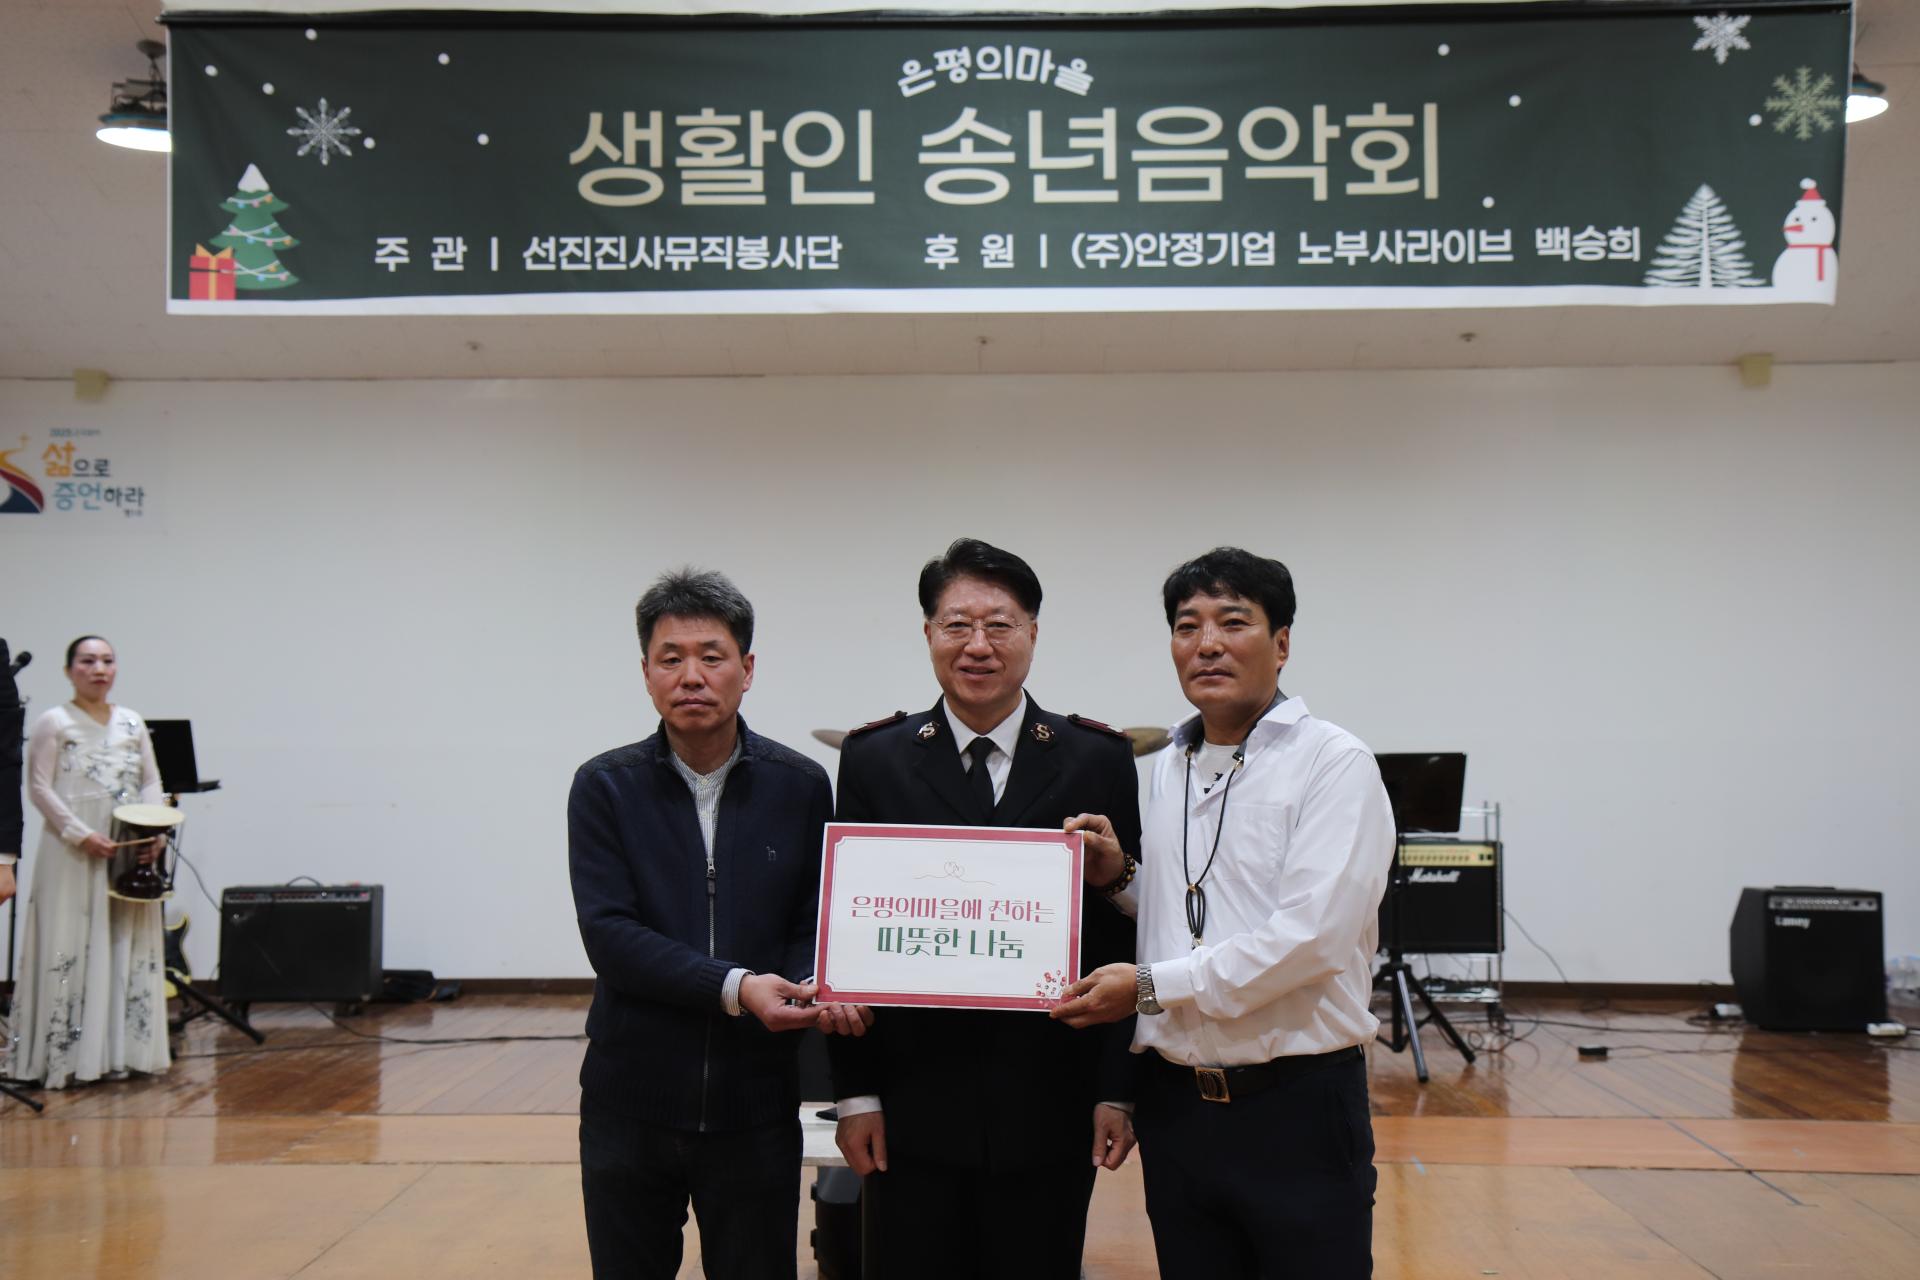 은평의마을
생활인 송년음악회
주 관 | 선진진사뮤직봉사단 후 원 | (주)안정기업 노부사라이브 백승희
삶으로
증언하라
S S
은평의마을에 전하는
따뜻한 나눔
Marshall
Laney